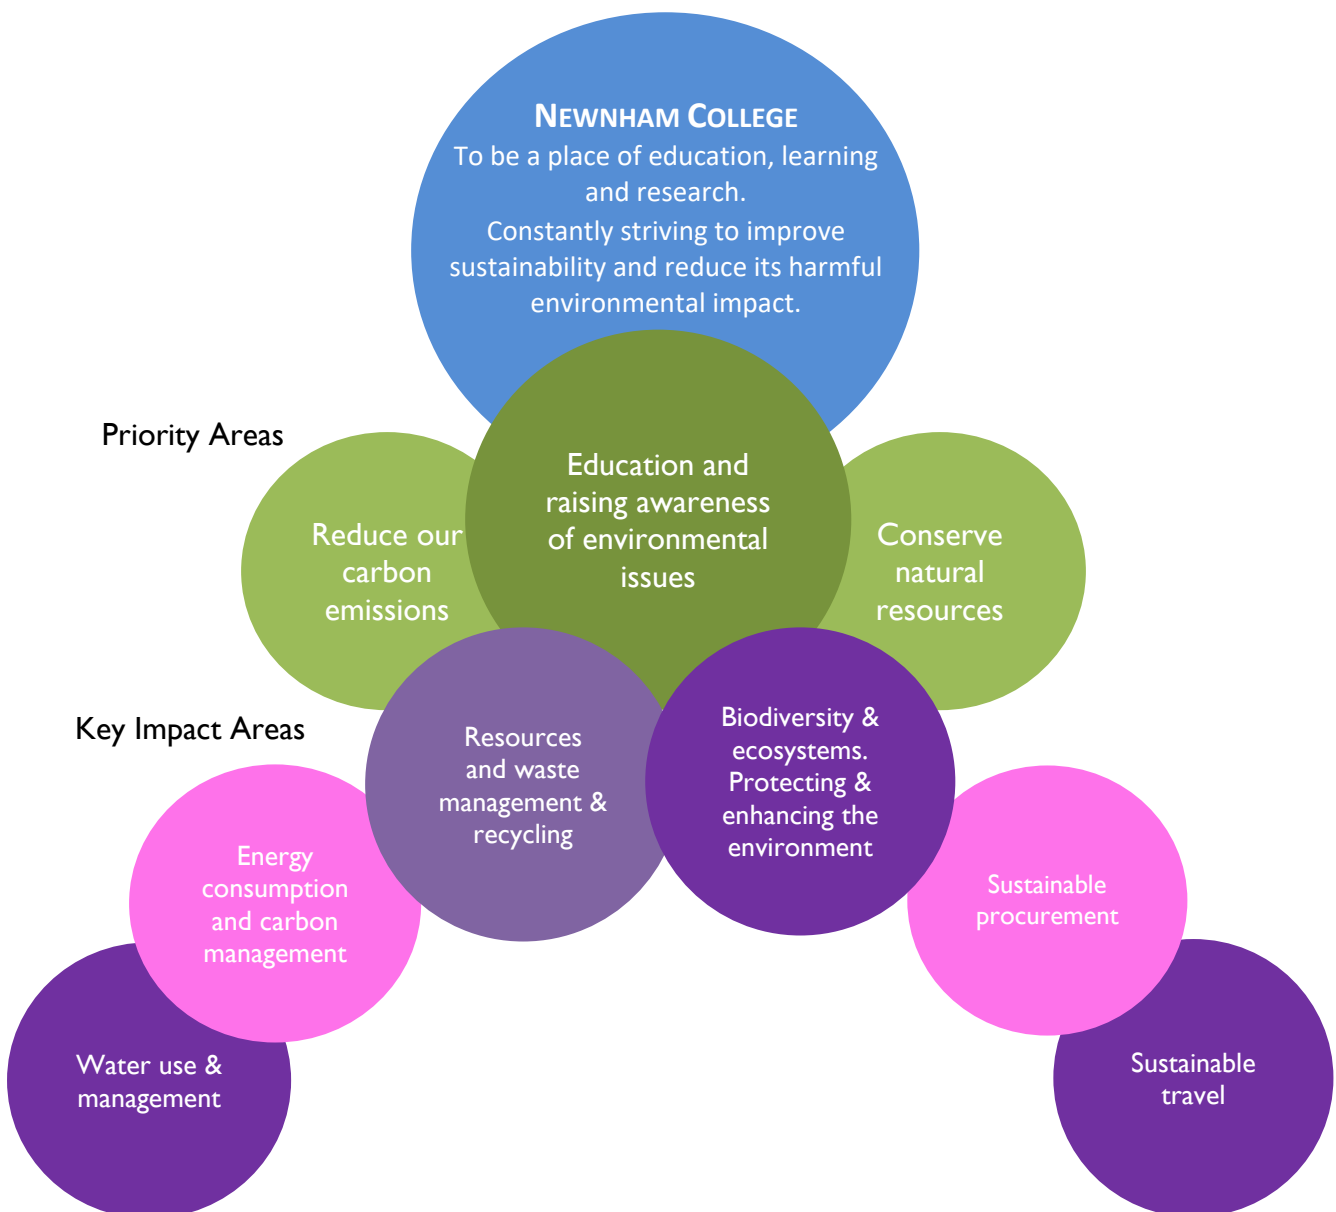 NEWNHAM COLLEGE
To be a place of education, learning
and research.
Constantly striving to improve
sustainability and reduce its harmful
environmental impact.
Priority Areas
Reduce our
carbon
emissions
Education and
raising awareness
of environmental
issues
Conserve
natural
resources
Key Impact Areas
Water use &
management
Energy
consumption
and carbon
management
Resources
and waste
management &
recycling
Biodiversity &
ecosystems.
Protecting &
enhancing the
environment
Sustainable
procurement
Sustainable
travel